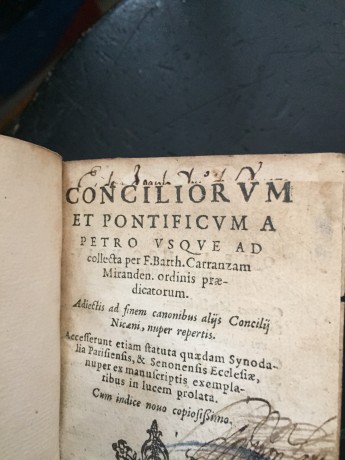 CONCILIORVM
ET PONTIFICVM A
PETRO VSQVE AD
collecta per F. Barth. Carranzam
Miranden. ordinis præ-
dicatorum.
Adiectis ad finem canonibus alijs Concilij
Nicæni, nuper repertis.
Accesserunt etiam statuta quædam Synoda-
lia Parisiensis, & Senonensis Ecclesiæ,
nuper ex manuscriptis exempla-
ribus in lucem prolata.
Cum indice nouo copiosissimo.